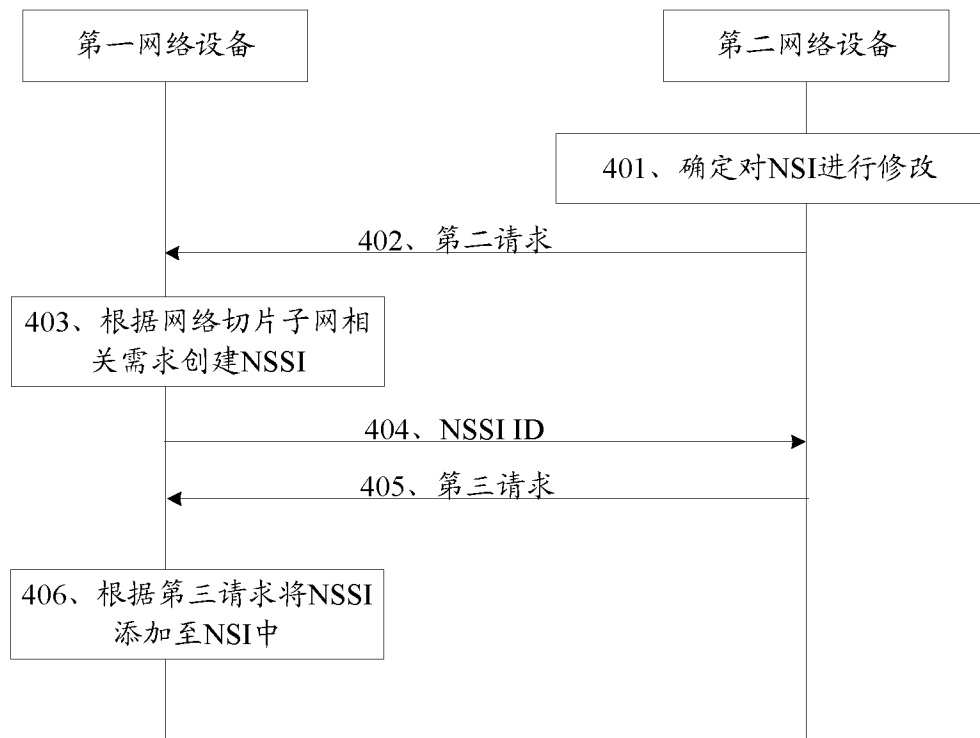 第一网络设备
第二网络设备
401、确定对NSI进行修改
402、第二请求
403、根据网络切片子网相
关需求创建NSSI
404、NSSI ID
405、第三请求
406、根据第三请求将NSSI
添加至NSI中